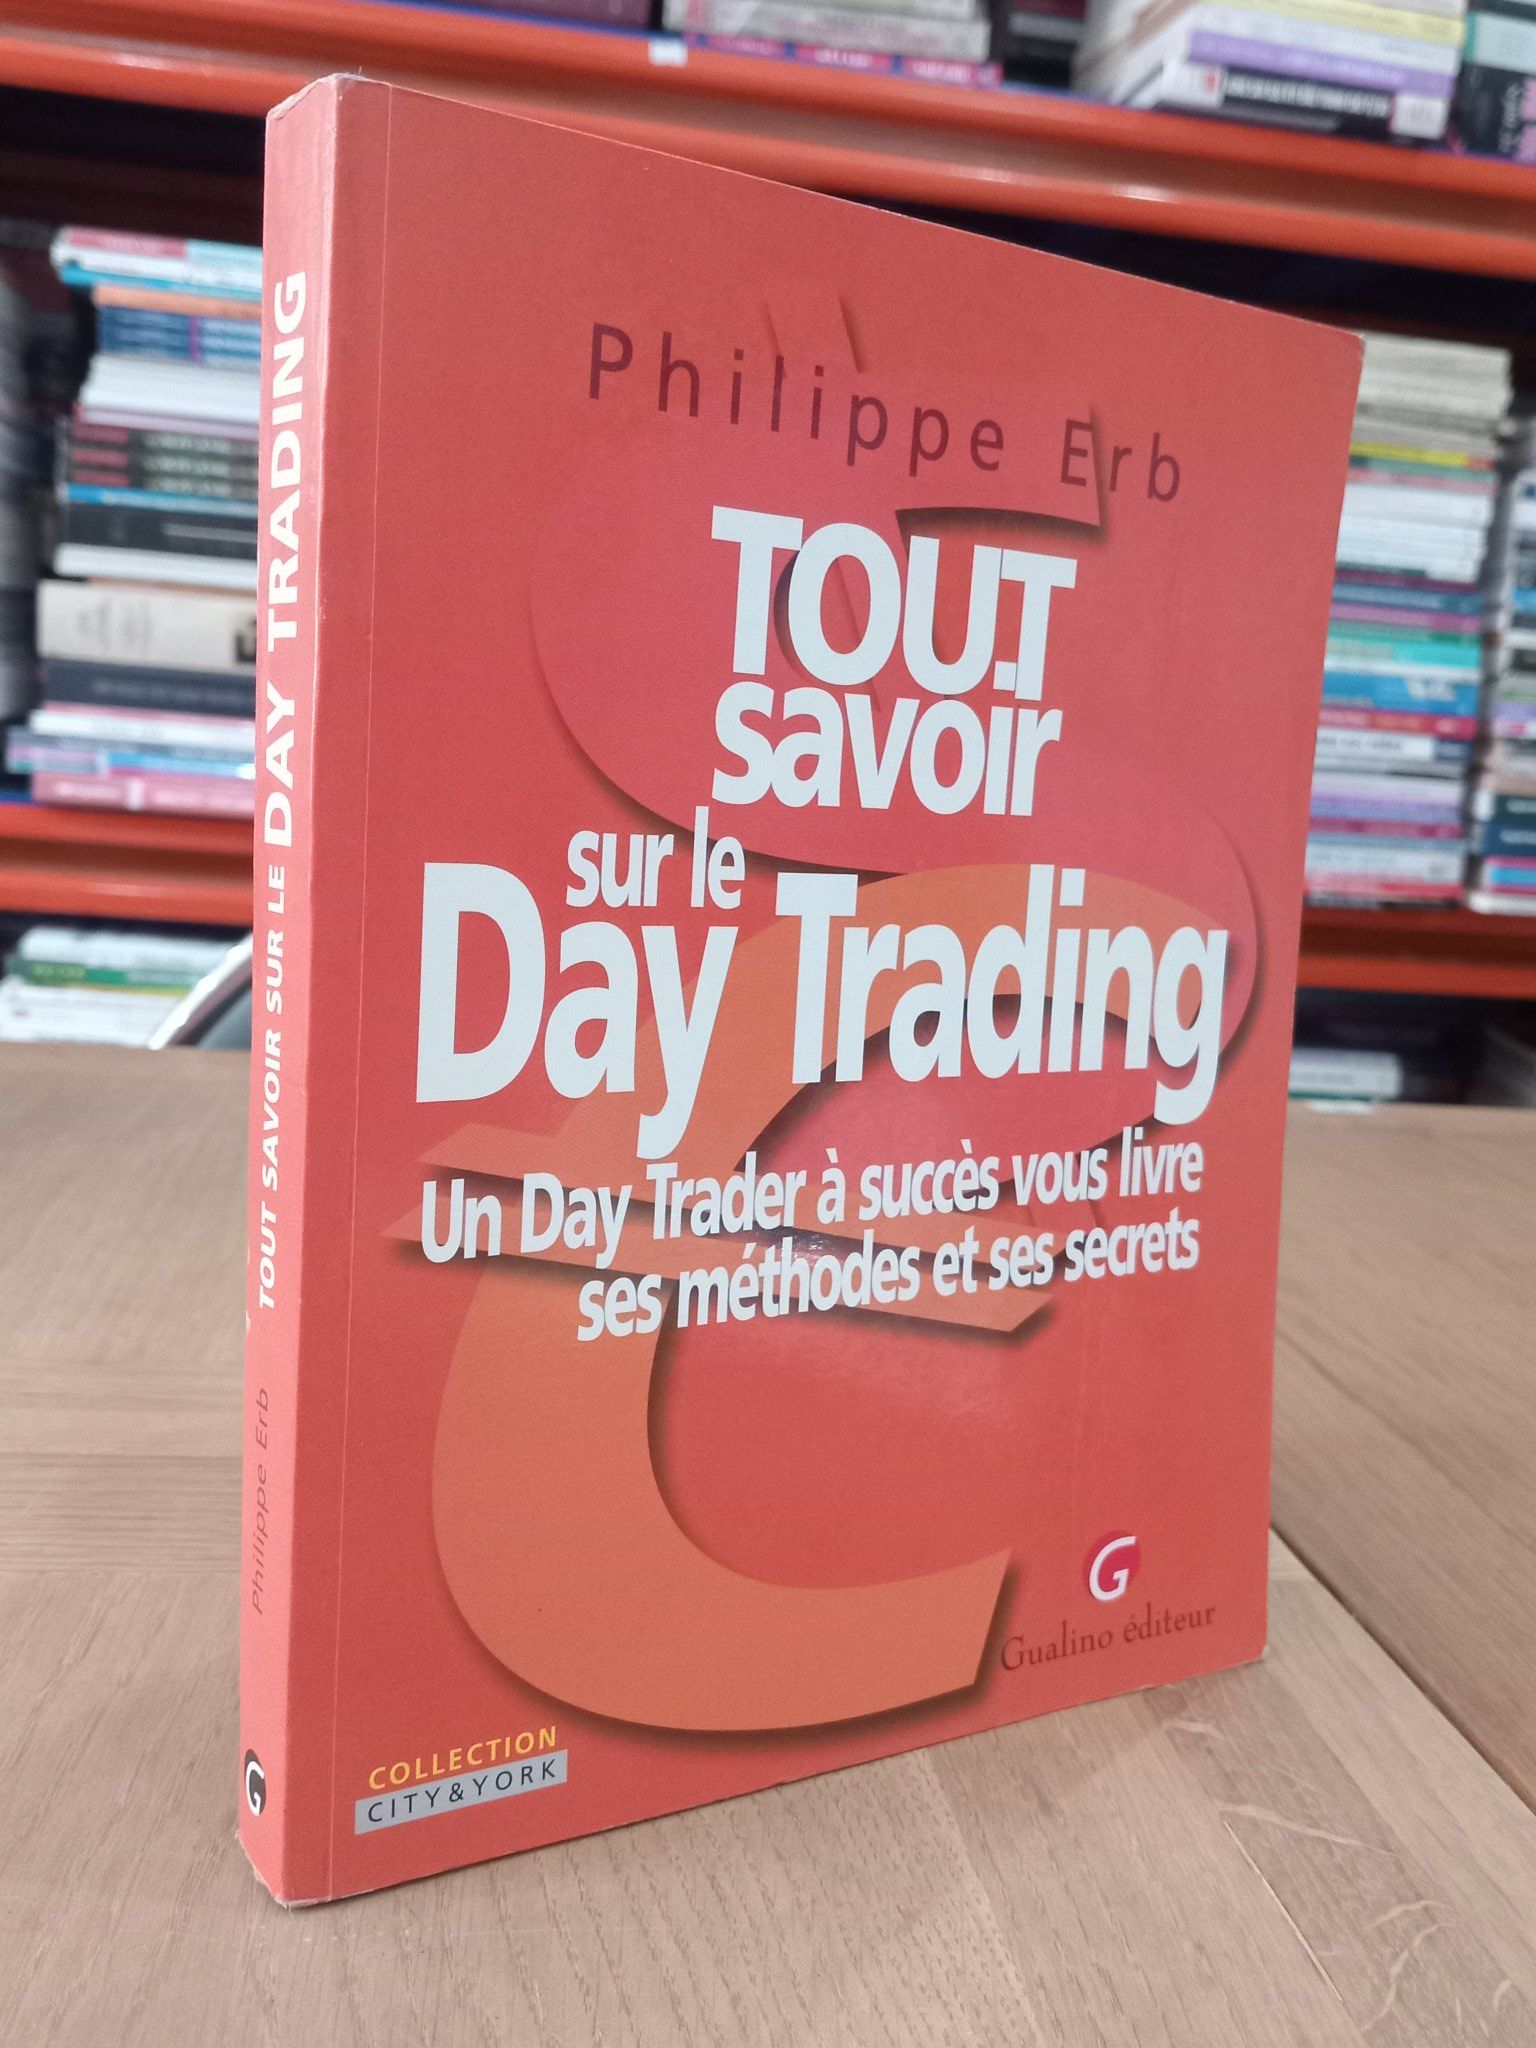 Philippe Erb
TOUT
savoir
sur le
Day Trading
Un Day Trader à succès vous livre
ses méthodes et ses secrets
G
Gualino éditeur
COLLECTION
CITY & YORK
TOUT SAVOIR SUR LE DAY TRADING
Philippe Erb
G